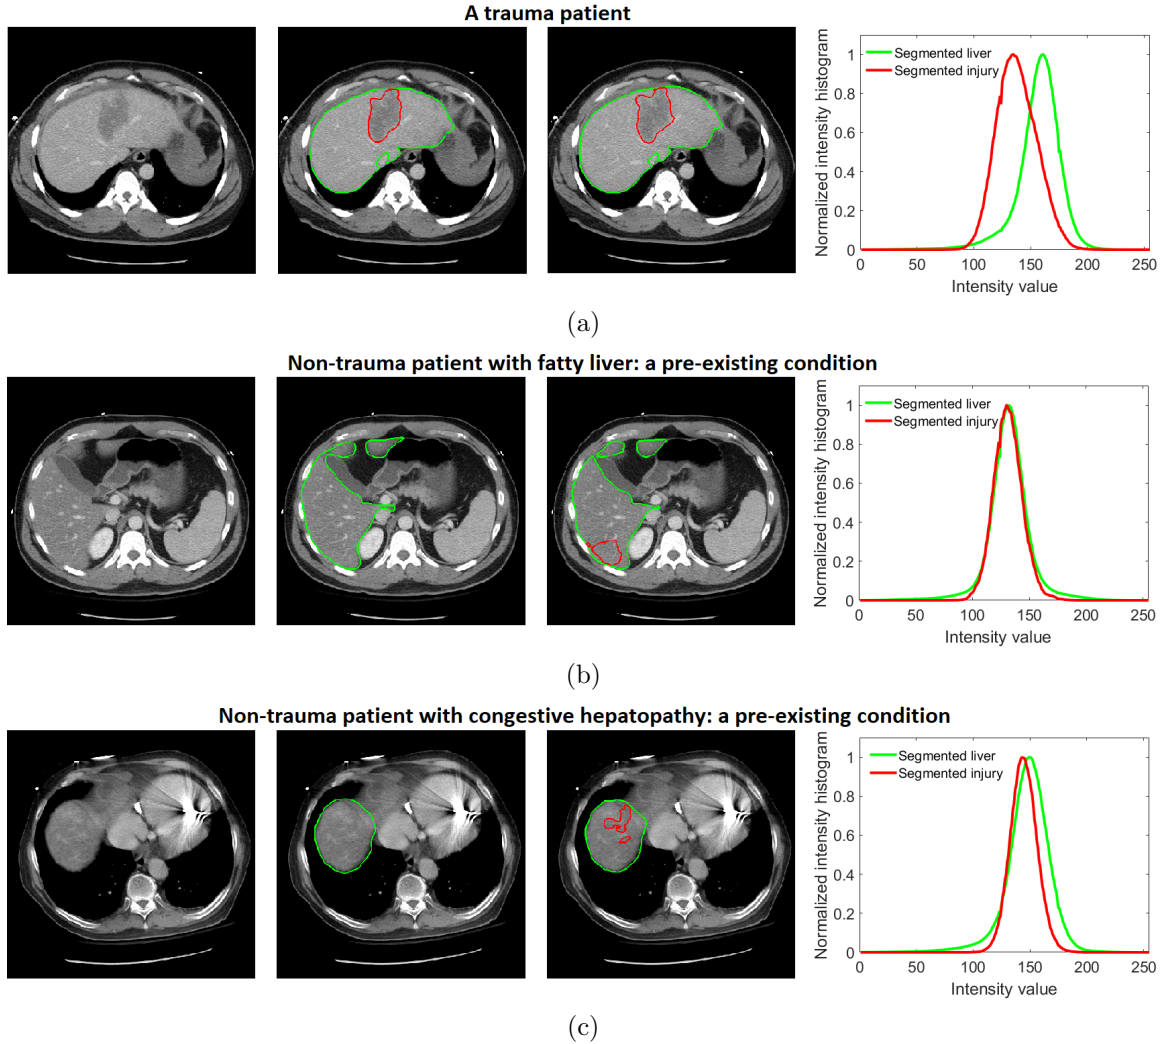 A trauma patient
Normalized intensity histogram
Segmented liver
Segmented injury
1
0.8
0.6
0.4
0.2
0
0 50 100 150 200 250
Intensity value
(a)
Non-trauma patient with fatty liver: a pre-existing condition
Normalized intensity histogram
Segmented liver
Segmented injury
1
0.8
0.6
0.4
0.2
0
0 50 100 150 200 250
Intensity value
(b)
Non-trauma patient with congestive hepatopathy: a pre-existing condition
Normalized intensity histogram
Segmented liver
Segmented injury
1
0.8
0.6
0.4
0.2
0
0 50 100 150 200 250
Intensity value
(c)